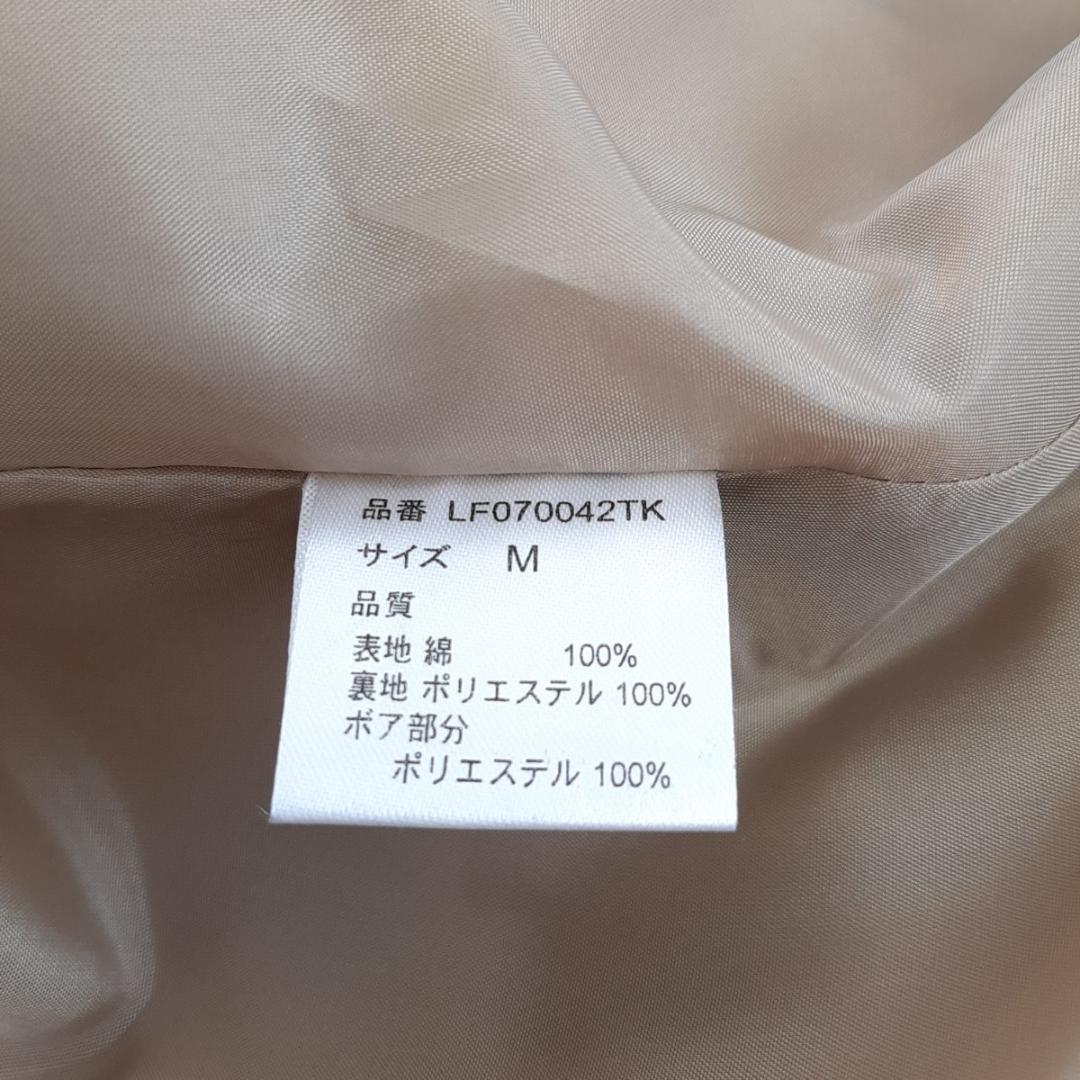 品番 LF070042TK
サイズ M
品質
表地 綿 100%
裏地 ポリエステル 100%
ボア部分
ポリエステル 100%